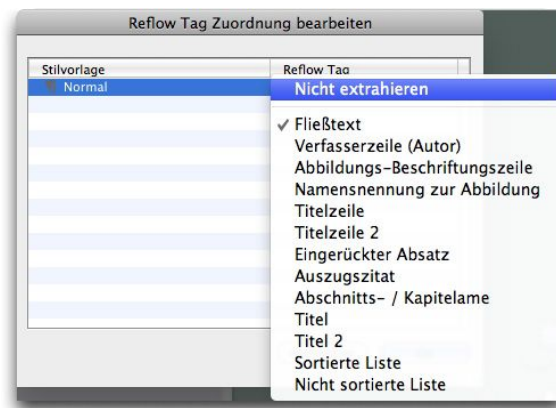 Reflow Tag Zuordnung bearbeiten
Stilvorlage
Reflow Tag
Normal
Nicht extrahieren
✓ Fließtext
Verfasserzeile (Autor)
Abbildungs-Beschriftungszeile
Namensnennung zur Abbildung
Titelzeile
Titelzeile 2
Eingerückter Absatz
Auszugszitat
Abschnitts- / Kapitelame
Titel
Titel 2
Sortierte Liste
Nicht sortierte Liste